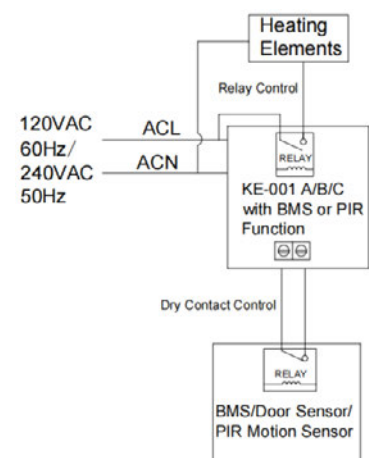 Heating
Elements
Relay Control
120VAC
60Hz/
240VAC
50Hz
ACL
ACN
RELAY
KE-001 A/B/C
with BMS or PIR
Function
Dry Contact Control
RELAY
BMS/Door Sensor/
PIR Motion Sensor